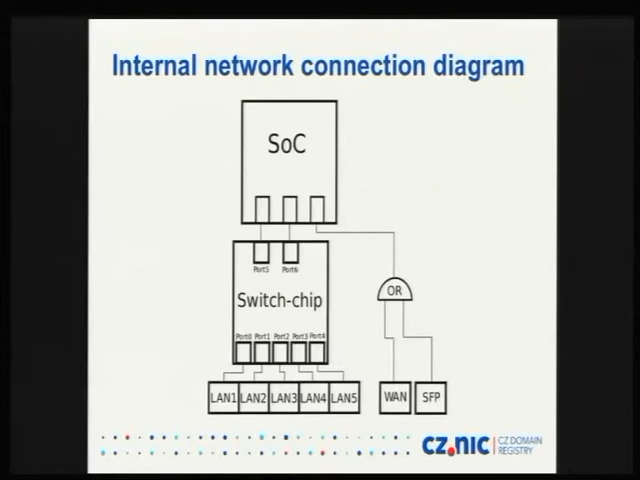 Internal network connection diagram
SoC
Port5 Port6
Switch-chip
OR
Port0 Port1 Port2 Port3 Port4
LAN1 LAN2 LAN3 LAN4 LAN5 WAN SFP
CZ.NIC CZ DOMAIN
REGISTRY